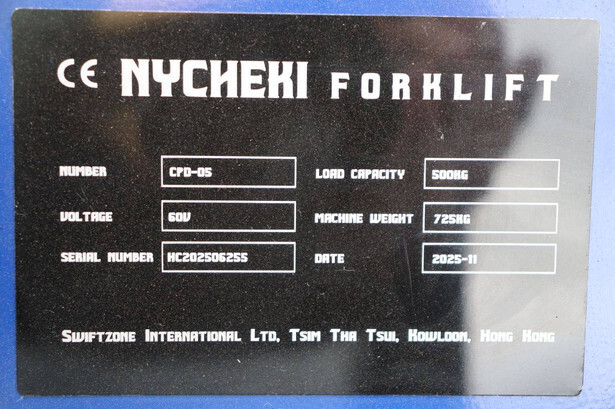 CE NYCHEKI FORKLIFT
NUMBER CPD-05 LOAD CAPACITY 500KG
VOLTAGE 60V MACHINE WEIGHT 725KG
SERIAL NUMBER HC202506255 DATE 2025-11
SWIFTZONE INTERNATIONAL LTD, TSIM THA TSUI, KOWLOON, HONG KONG